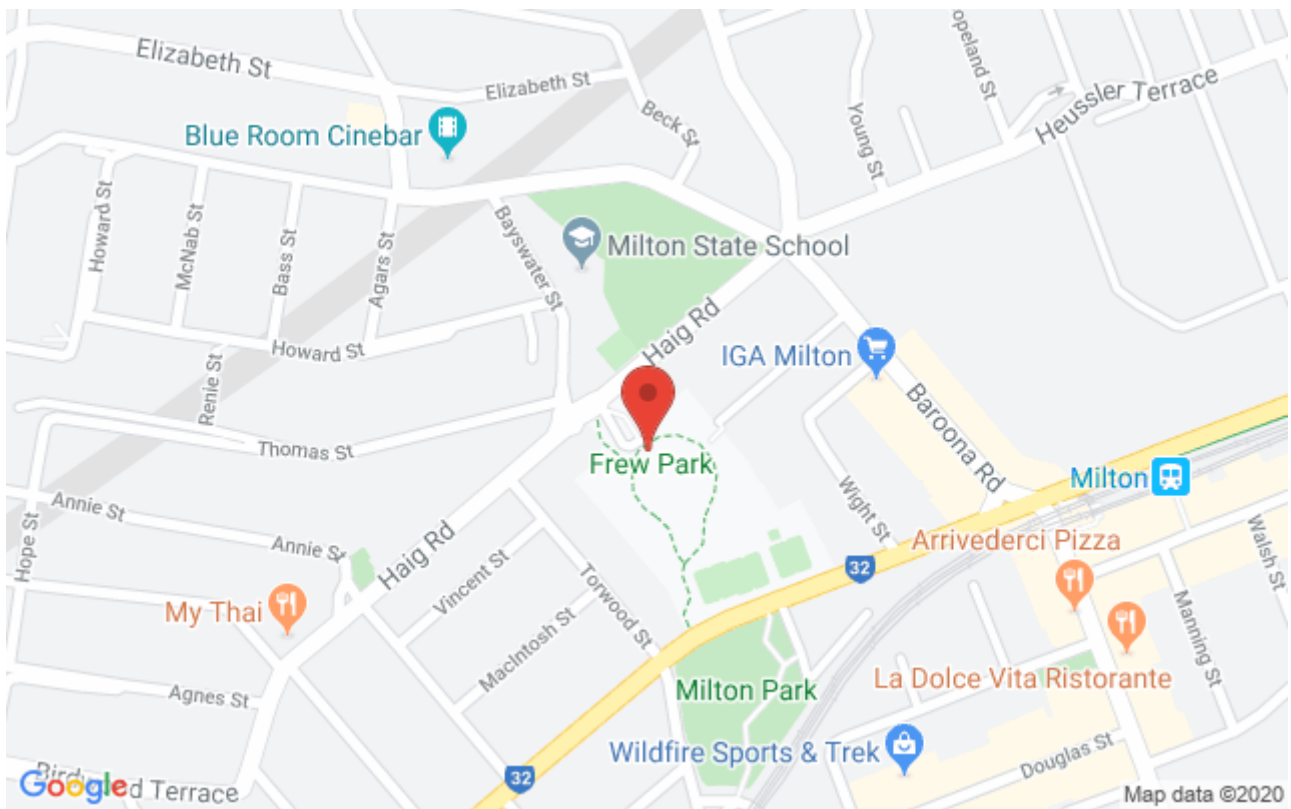 Elizabeth St
Elizabeth St
Blue Room Cinebar
Beck St
Young St
Heussler Terrace
Howard St
McNab St
Bass St
Agars St
Bayswater St
Milton State School
Haig Rd
Howard St
IGA Milton
Renie St
Baroona Rd
Thomas St
Frew Park
Milton
Annie St
Annie St
Hope St
Haig Rd
Vincent St
Torwood St
Wight St
32
Arrivederci Pizza
Walsh St
My Thai
MacIntosh St
Manning St
Agnes St
Milton Park
La Dolce Vita Ristorante
Wildfire Sports & Trek
Douglas St
32
Google
d Terrace
Map data ©2020